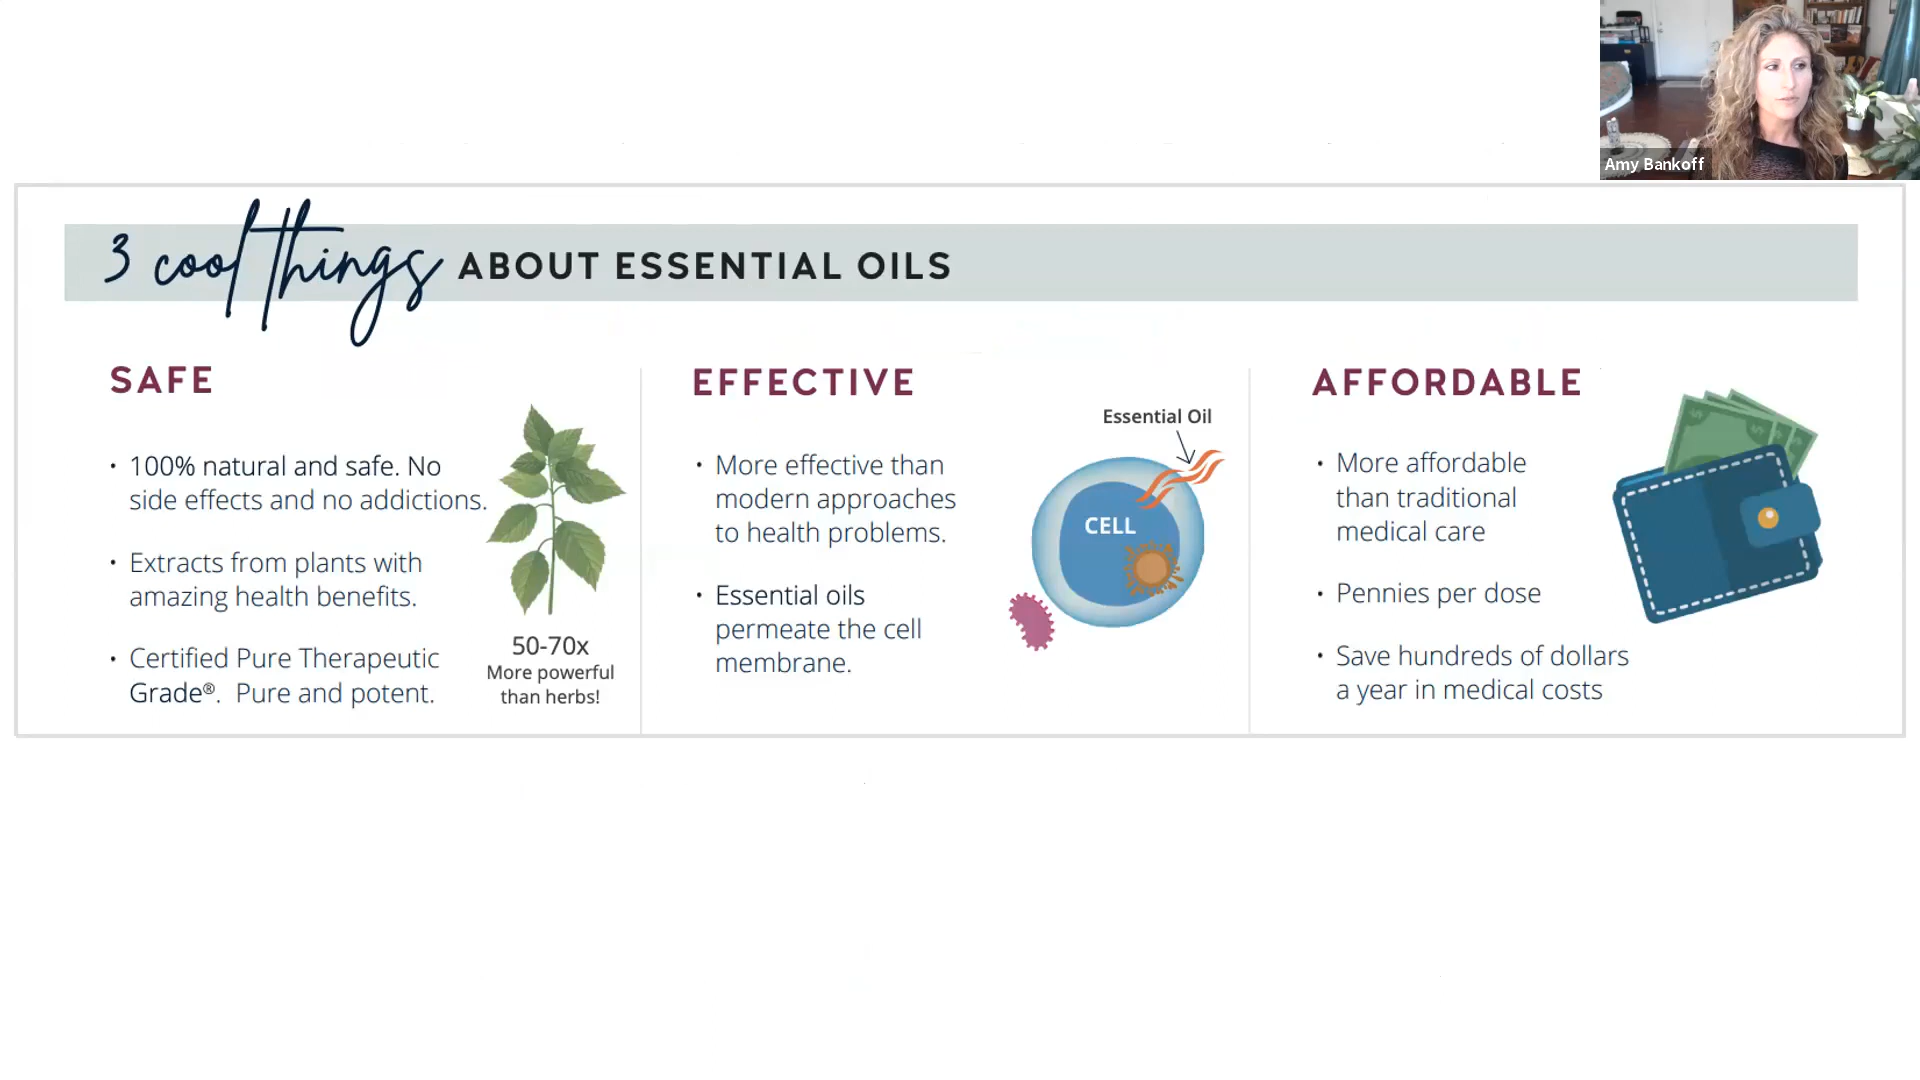 Amy Bankoff
3 cool things ABOUT ESSENTIAL OILS
SAFE
• 100% natural and safe. No
side effects and no addictions.
• Extracts from plants with
amazing health benefits.
• Certified Pure Therapeutic
Grade®. Pure and potent.
50-70x
More powerful
than herbs!
EFFECTIVE
• More effective than
modern approaches
to health problems.
• Essential oils
permeate the cell
membrane.
Essential Oil
CELL
AFFORDABLE
• More affordable
than traditional
medical care
• Pennies per dose
• Save hundreds of dollars
a year in medical costs